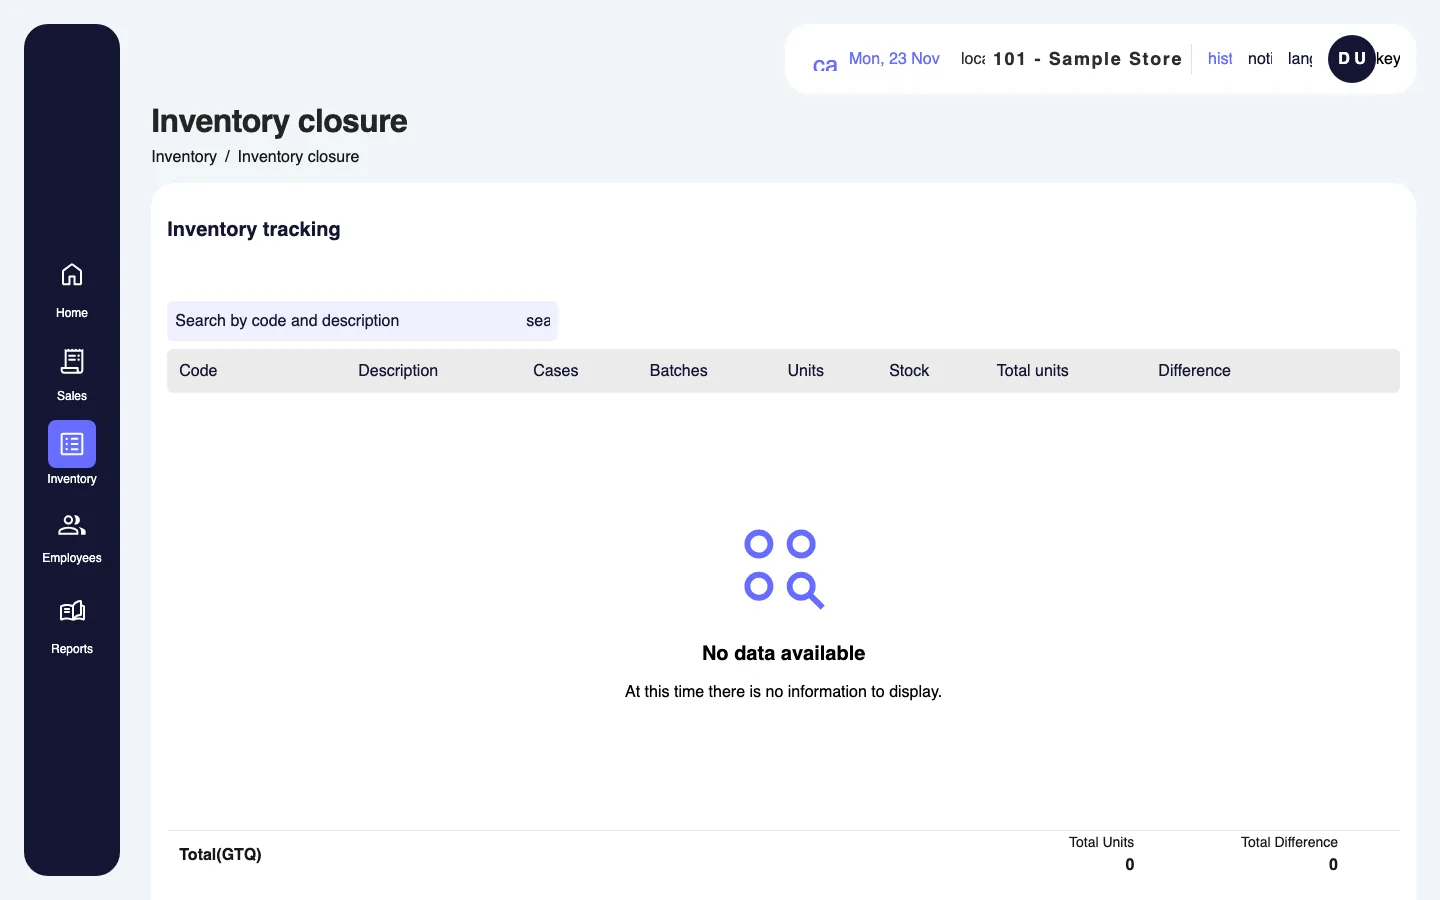 ca Mon, 23 Nov loca 101 - Sample Store hist noti lang DU key
Inventory closure
Inventory / Inventory closure
Inventory tracking
Search by code and description sea
Code Description Cases Batches Units Stock Total units Difference
No data available
At this time there is no information to display.
Total(GTQ)
Total Units
0
Total Difference
0
Home
Sales
Inventory
Employees
Reports